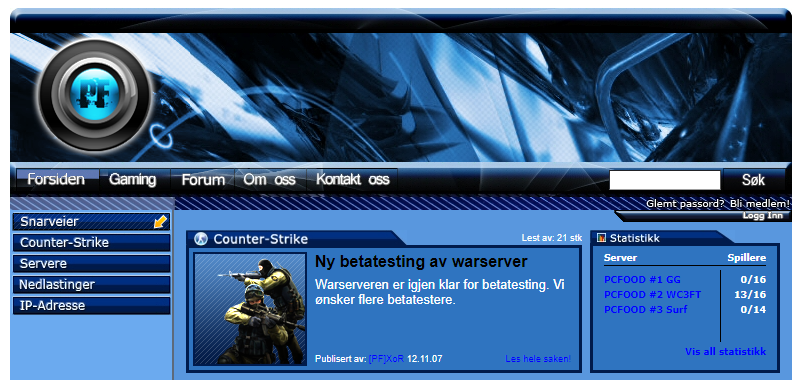 PF
Forsiden Gaming Forum Om oss Kontakt oss Søk
Glemt passord? Bli medlem!
Logg Inn
Snarveier
Counter-Strike
Servere
Nedlastinger
IP-Adresse
Counter-Strike Lest av: 21 stk
Ny betatesting av warserver
Warserveren er igjen klar for betatesting. Vi
ønsker flere betatestere.
Publisert av: [PF]XoR 12.11.07 Les hele saken!
Statistikk
Server Spillere
PCFOOD #1 GG 0/16
PCFOOD #2 WC3FT 13/16
PCFOOD #3 Surf 0/14
Vis all statistikk